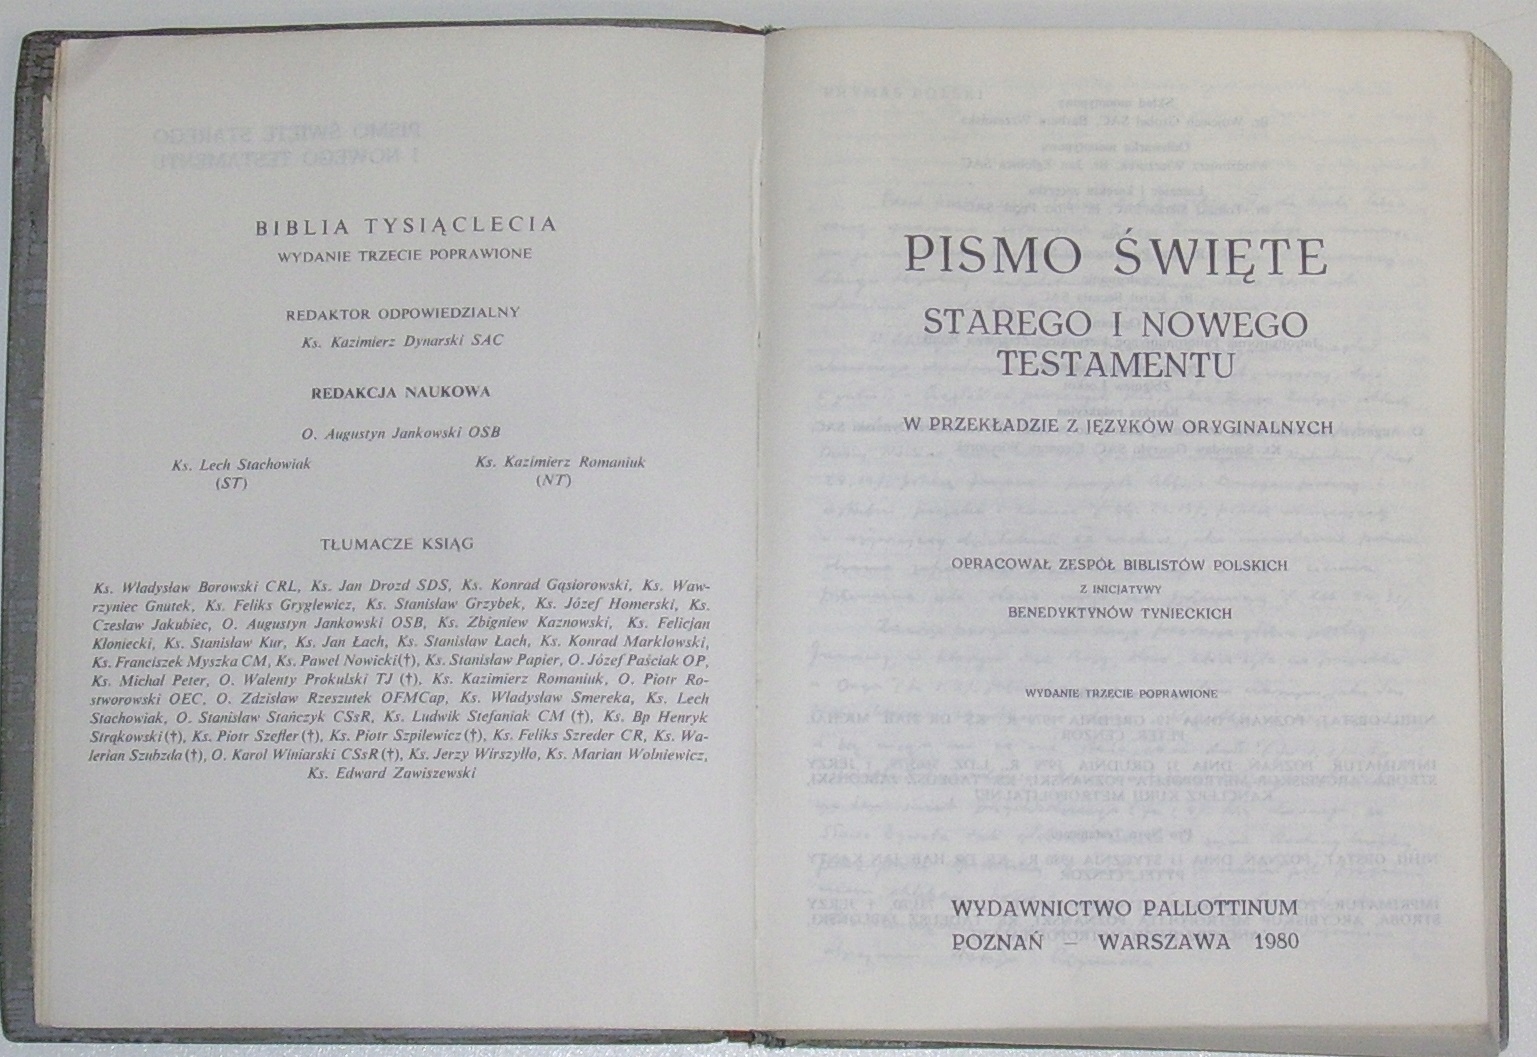 BIBLIA TYSIĄCLECIA
WYDANIE TRZECIE POPRAWIONE
REDAKTOR ODPOWIEDZIALNY
Ks. Kazimierz Dynarski SAC
REDAKCJA NAUKOWA
O. Augustyn Jankowski OSB
Ks. Lech Stachowiak
(ST)
Ks. Kazimierz Romaniuk
(NT)
TŁUMACZE KSIĄG
Ks. Władysław Borowski CRL, Ks. Jan Drozd SDS, Ks. Konrad Gąsiorowski, Ks. Waw-
rzyniec Gnutek, Ks. Feliks Gryglewicz, Ks. Stanisław Grzybek, Ks. Józef Homerski, Ks.
Czesław Jakubiec, O. Augustyn Jankowski OSB, Ks. Zbigniew Kaznowski, Ks. Felicjan
Kłoniecki, Ks. Stanisław Kur, Ks. Jan Łach, Ks. Stanisław Łach, Ks. Konrad Marklowski,
Ks. Franciszek Myszka CM, Ks. Paweł Nowicki(†), Ks. Stanisław Papier, O. Józef Paściak OP,
Ks. Michał Peter, O. Walenty Prokulski TJ (†), Ks. Kazimierz Romaniuk, O. Piotr Ro-
stworowski OEC, O. Zdzisław Rzeszutek OFMCap, Ks. Władysław Smereka, Ks. Lech
Stachowiak, O. Stanisław Stańczyk CSsR, Ks. Ludwik Stefaniak CM (†), Ks. Bp Henryk
Strąkowski(†), Ks. Piotr Szefler(†), Ks. Piotr Szpilewicz(†), Ks. Feliks Szreder CR, Ks. Wa-
lerian Szubzda(†), O. Karol Winiarski CSsR(†), Ks. Jerzy Wirszyłło, Ks. Marian Wolniewicz,
Ks. Edward Zawiszewski
PISMO ŚWIĘTE
STAREGO I NOWEGO
TESTAMENTU
W PRZEKŁADZIE Z JĘZYKÓW ORYGINALNYCH
OPRACOWAŁ ZESPÓŁ BIBLISTÓW POLSKICH
Z INICJATYWY
BENEDYKTYNÓW TYNIECKICH
WYDANIE TRZECIE POPRAWIONE
WYDAWNICTWO PALLOTTINUM
POZNAŃ – WARSZAWA 1980